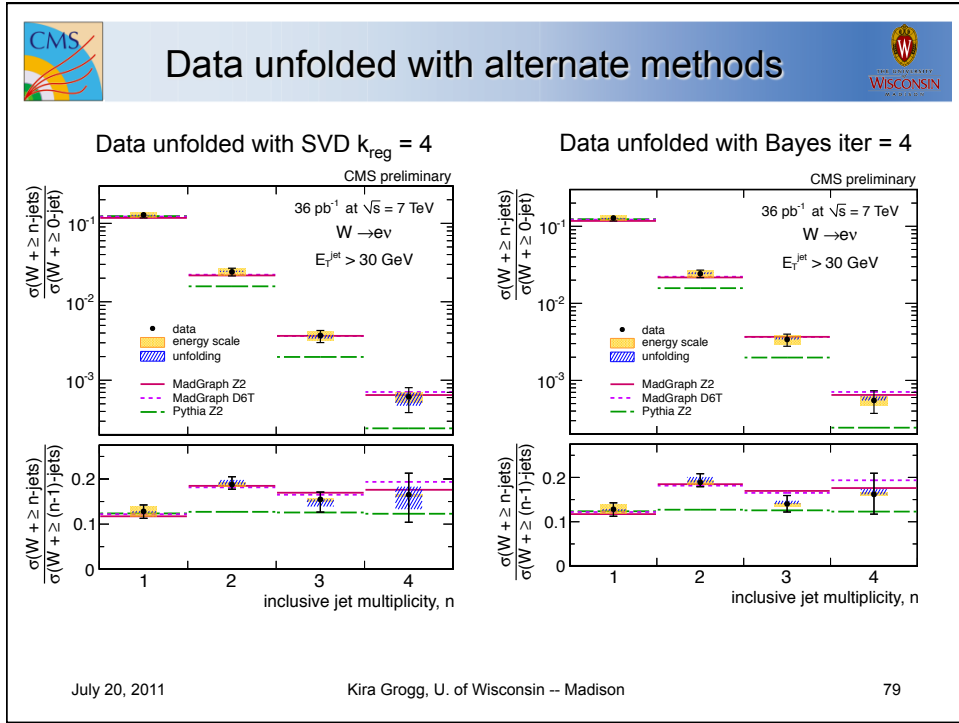 CMS
Data unfolded with alternate methods
W
THE UNIVERSITY
OF
WISCONSIN
MADISON
Data unfolded with SVD k_reg = 4
CMS preliminary
σ(W + ≥ n-jets)
σ(W + ≥ 0-jet)
10⁻¹
10⁻²
10⁻³
36 pb⁻¹ at √s = 7 TeV
W →eν
E_T^jet > 30 GeV
data
energy scale
unfolding
MadGraph Z2
MadGraph D6T
Pythia Z2
σ(W + ≥ n-jets)
σ(W + ≥ (n-1)-jets)
0.2
0.1
0
1 2 3 4
inclusive jet multiplicity, n
Data unfolded with Bayes iter = 4
CMS preliminary
σ(W + ≥ n-jets)
σ(W + ≥ 0-jet)
10⁻¹
10⁻²
10⁻³
36 pb⁻¹ at √s = 7 TeV
W →eν
E_T^jet > 30 GeV
data
energy scale
unfolding
MadGraph Z2
MadGraph D6T
Pythia Z2
σ(W + ≥ n-jets)
σ(W + ≥ (n-1)-jets)
0.2
0.1
0
1 2 3 4
inclusive jet multiplicity, n
July 20, 2011
Kira Grogg, U. of Wisconsin -- Madison
79